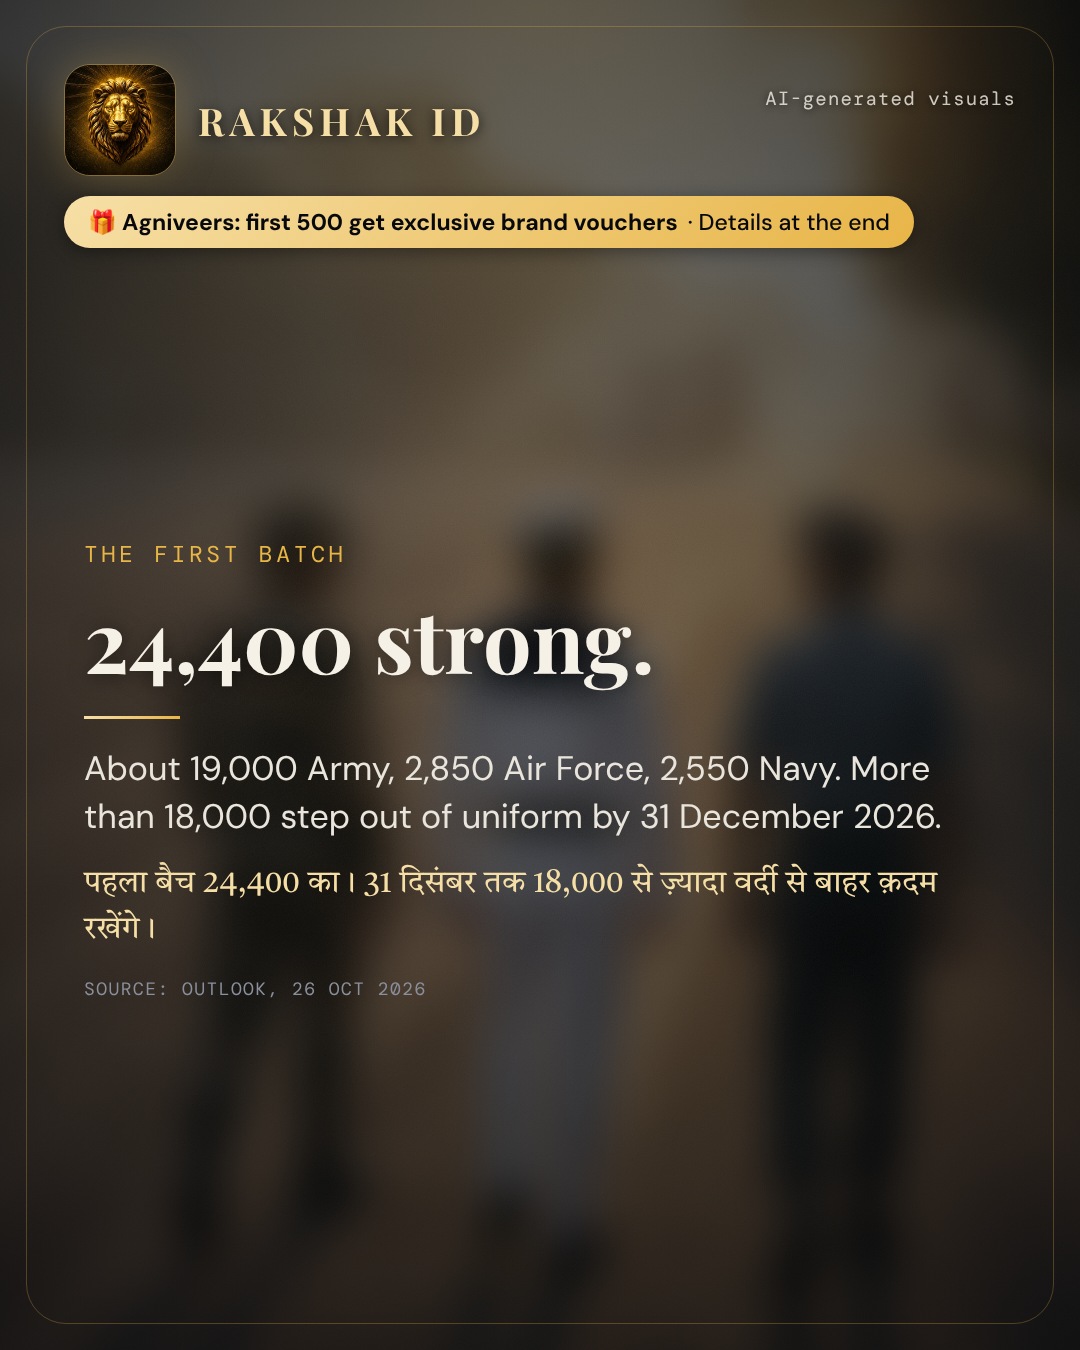 RAKSHAK ID
AI-generated visuals
🎁 Agniveers: first 500 get exclusive brand vouchers · Details at the end
THE FIRST BATCH
24,400 strong.
About 19,000 Army, 2,850 Air Force, 2,550 Navy. More
than 18,000 step out of uniform by 31 December 2026.
पहला बैच 24,400 का। 31 दिसंबर तक 18,000 से ज़्यादा वर्दी से बाहर क़दम
रखेंगे।
SOURCE: OUTLOOK, 26 OCT 2026